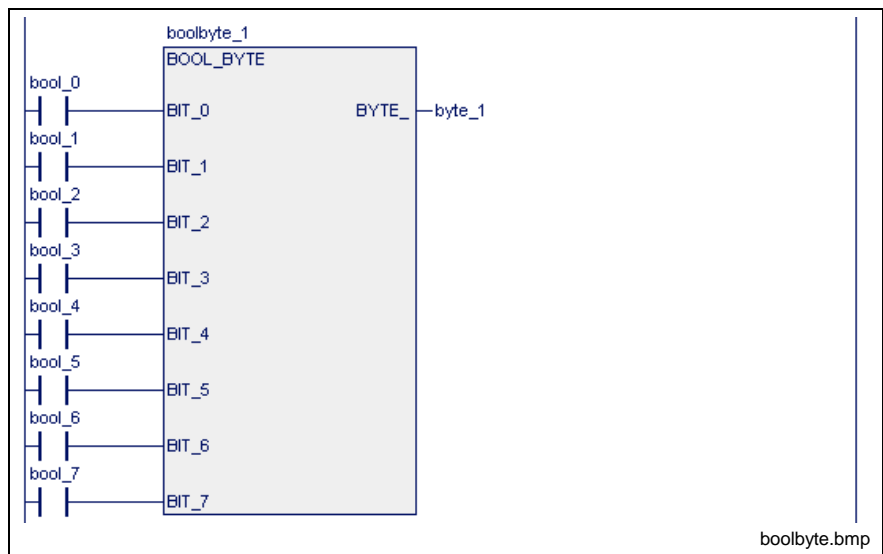 boolbyte_1
BOOL_BYTE
bool_0
BIT_0 BYTE_ byte_1
bool_1
BIT_1
bool_2
BIT_2
bool_3
BIT_3
bool_4
BIT_4
bool_5
BIT_5
bool_6
BIT_6
bool_7
BIT_7
boolbyte.bmp